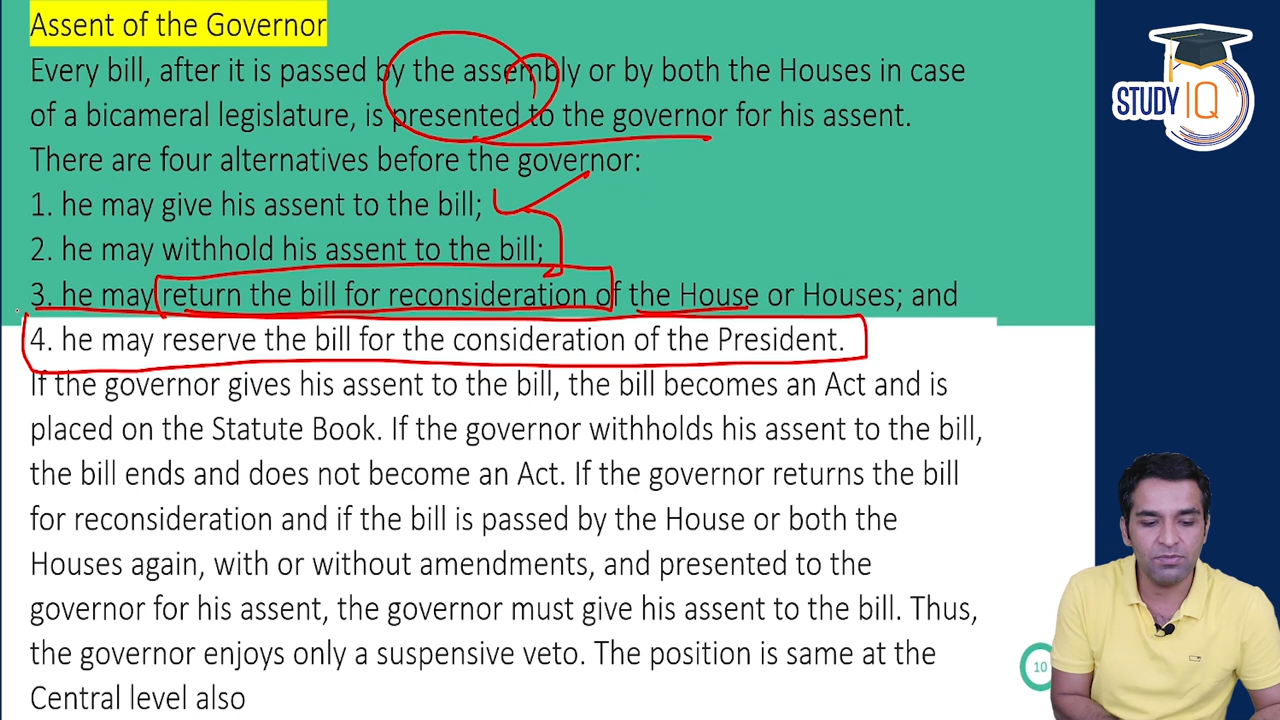 Assent of the Governor
Every bill, after it is passed by the assembly or by both the Houses in case
of a bicameral legislature, is presented to the governor for his assent.
There are four alternatives before the governor:
1. he may give his assent to the bill;
2. he may withhold his assent to the bill;
3. he may return the bill for reconsideration of the House or Houses; and
4. he may reserve the bill for the consideration of the President.
If the governor gives his assent to the bill, the bill becomes an Act and is
placed on the Statute Book. If the governor withholds his assent to the bill,
the bill ends and does not become an Act. If the governor returns the bill
for reconsideration and if the bill is passed by the House or both the
Houses again, with or without amendments, and presented to the
governor for his assent, the governor must give his assent to the bill. Thus,
the governor enjoys only a suspensive veto. The position is same at the
Central level also
STUDY IQ
10